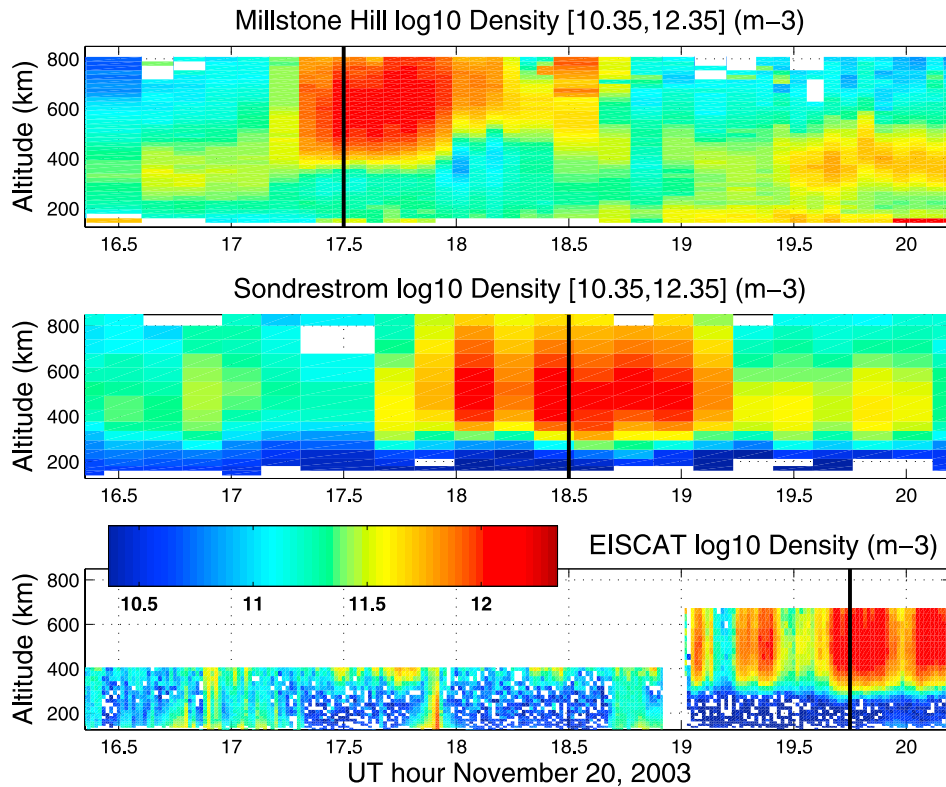 Millstone Hill log10 Density [10.35,12.35] (m−3)
Altitude (km)
800
600
400
200
16.5 17 17.5 18 18.5 19 19.5 20
Sondrestrom log10 Density [10.35,12.35] (m−3)
Altitude (km)
800
600
400
200
16.5 17 17.5 18 18.5 19 19.5 20
EISCAT log10 Density (m−3)
10.5 11 11.5 12
Altitude (km)
800
600
400
200
16.5 17 17.5 18 18.5 19 19.5 20
UT hour November 20, 2003